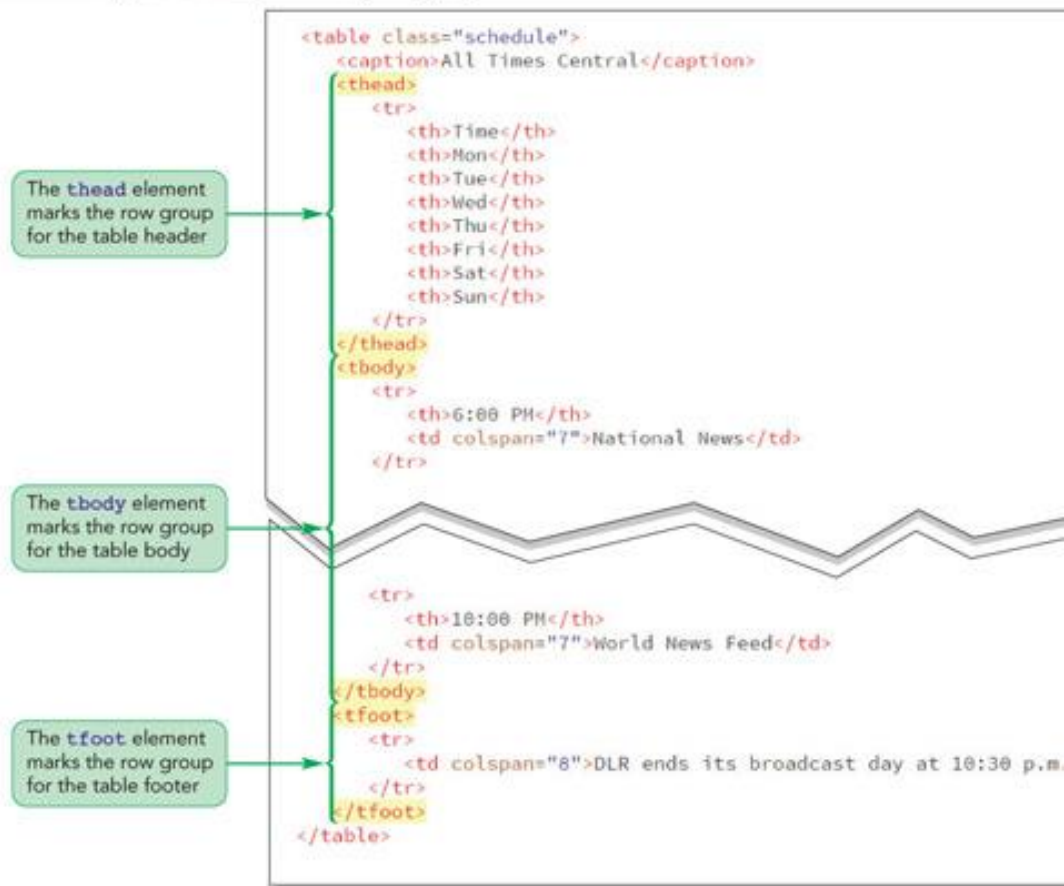 <table class="schedule">
<caption>All Times Central</caption>
<thead>
<tr>
<th>Time</th>
<th>Mon</th>
<th>Tue</th>
<th>Wed</th>
<th>Thu</th>
<th>Fri</th>
<th>Sat</th>
<th>Sun</th>
</tr>
</thead>
<tbody>
<tr>
<th>6:00 PM</th>
<td colspan="7">National News</td>
</tr>
<tr>
<th>10:00 PM</th>
<td colspan="7">World News Feed</td>
</tr>
</tbody>
<tfoot>
<tr>
<td colspan="8">DLR ends its broadcast day at 10:30 p.m.
</tr>
</tfoot>
</table>
The thead element
marks the row group
for the table header
The tbody element
marks the row group
for the table body
The tfoot element
marks the row group
for the table footer